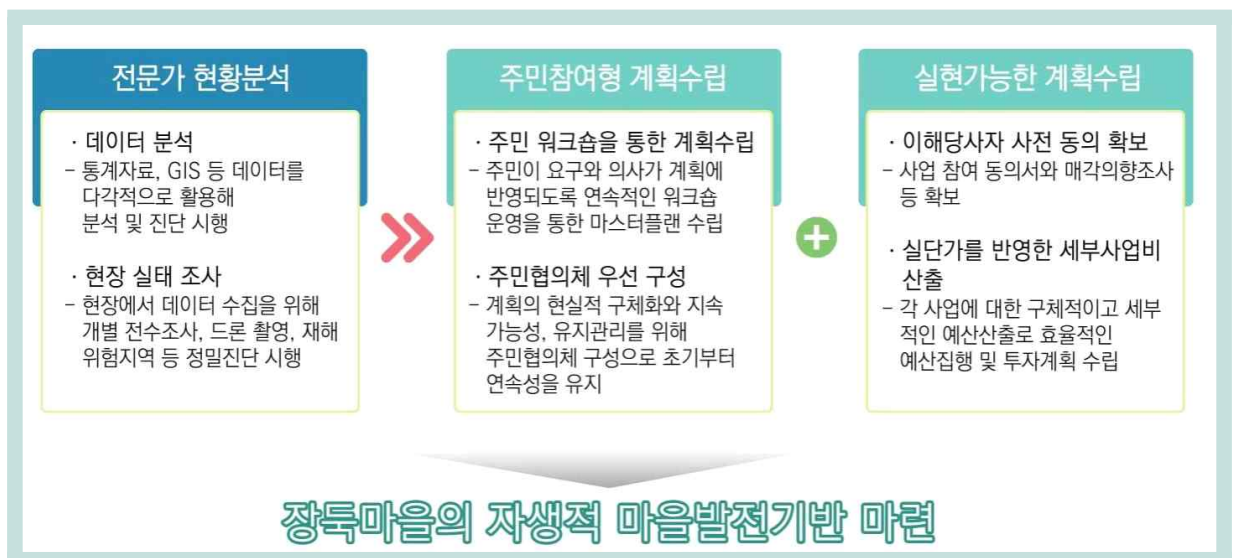 전문가 현황분석
· 데이터 분석
- 통계자료, GIS 등 데이터를
다각적으로 활용해
분석 및 진단 시행
· 현장 실태 조사
- 현장에서 데이터 수집을 위해
개별 전수조사, 드론 촬영, 재해
위험지역 등 정밀진단 시행
주민참여형 계획수립
· 주민 워크숍을 통한 계획수립
- 주민이 요구와 의사가 계획에
반영되도록 연속적인 워크숍
운영을 통한 마스터플랜 수립
· 주민협의체 우선 구성
- 계획의 현실적 구체화와 지속
가능성, 유지관리를 위해
주민협의체 구성으로 초기부터
연속성을 유지
실현가능한 계획수립
· 이해당사자 사전 동의 확보
- 사업 참여 동의서와 매각의향조사
등 확보
· 실단가를 반영한 세부사업비
산출
- 각 사업에 대한 구체적이고 세부
적인 예산산출로 효율적인
예산집행 및 투자계획 수립
장둑마을의 자생적 마을발전기반 마련